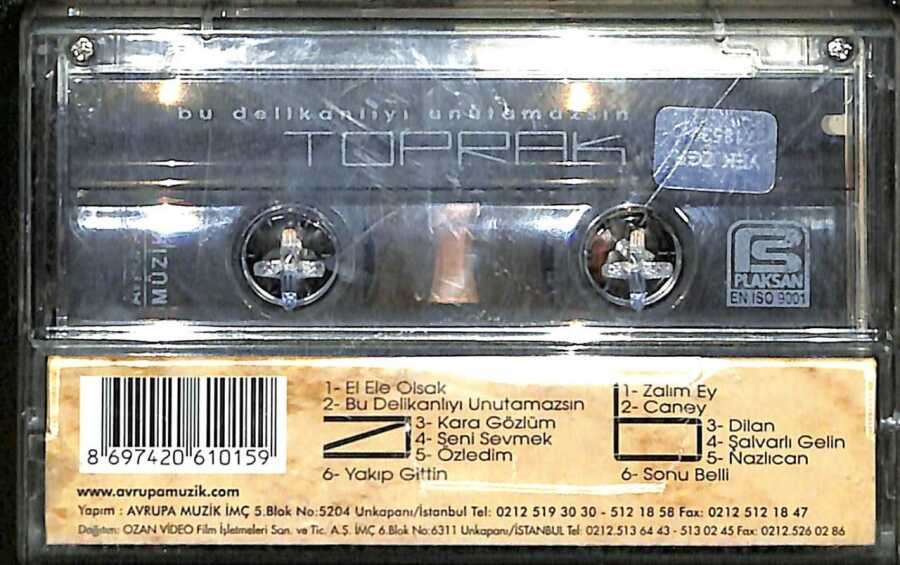 bu delikanlıyı unutamazsın
TOPRAK
MÜZİK
PLAKSAN
EN ISO 9001
8 697420 610159
1- El Ele Olsak
2- Bu Delikanlıyı Unutamazsın
3- Kara Gözlüm
4- Seni Sevmek
5- Özledim
6- Yakıp Gittin
1- Zalim Ey
2- Caney
3- Dilan
4- Şalvarlı Gelin
5- Nazlıcan
6- Sonu Belli
www.avrupamuzik.com
Yapım : AVRUPA MUZİK İMÇ 5.Blok No:5204 Unkapanı/İstanbul Tel: 0212 519 30 30 - 512 18 58 Fax: 0212 512 18 47
Dağıtım: OZAN VİDEO Film İşletmeleri San. ve Tic. A.Ş. İMÇ 6.Blok No:6311 Unkapanı/İSTANBUL Tel: 0212.513 64 43 - 513 02 45 Fax: 0212.526 02 86